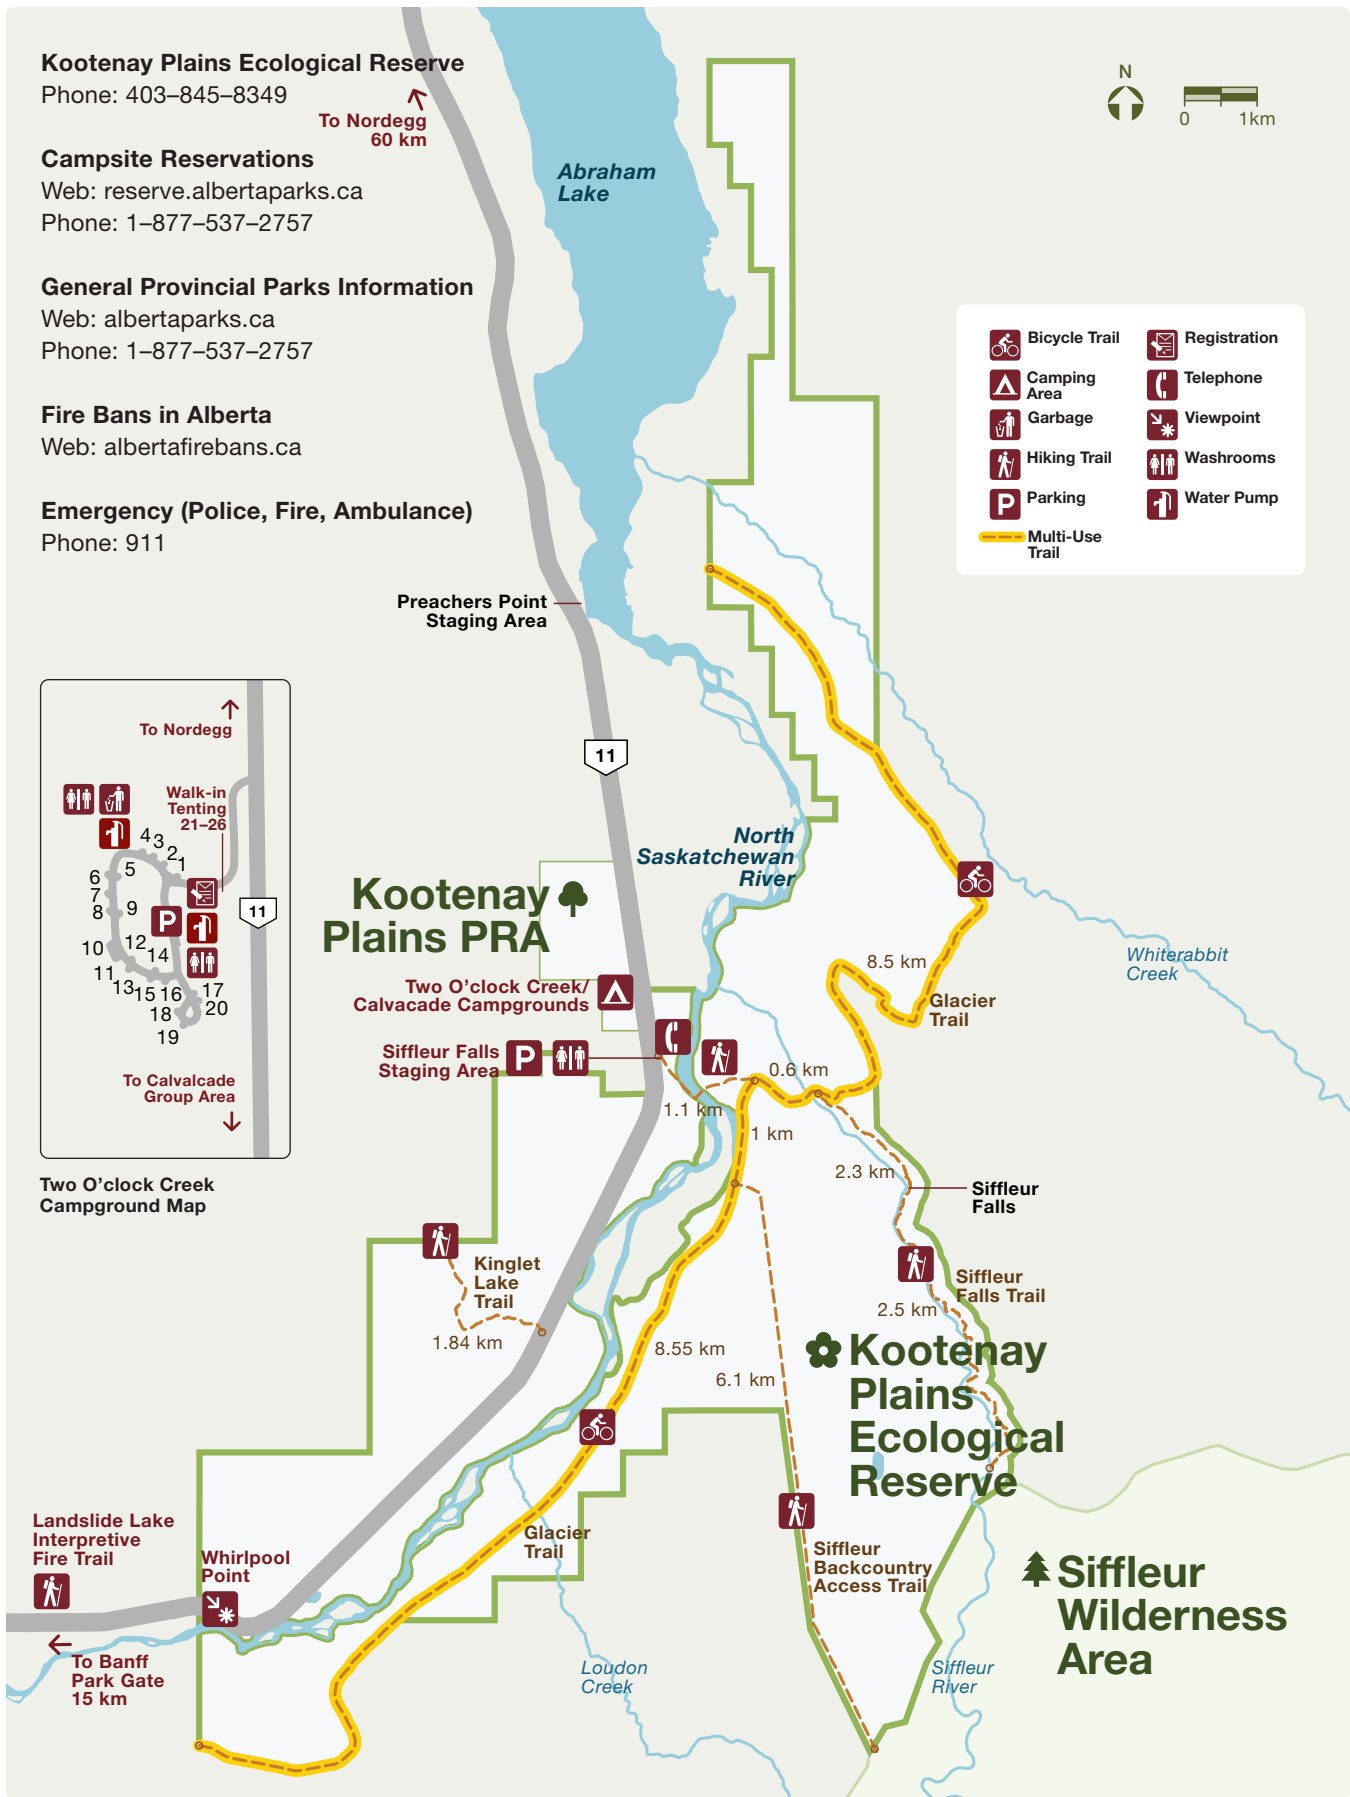 Kootenay Plains Ecological Reserve
Phone: 403–845–8349
To Nordegg
60 km
Campsite Reservations
Web: reserve.albertaparks.ca
Phone: 1–877–537–2757
General Provincial Parks Information
Web: albertaparks.ca
Phone: 1–877–537–2757
Fire Bans in Alberta
Web: albertafirebans.ca
Emergency (Police, Fire, Ambulance)
Phone: 911
Abraham
Lake
N
0
1km
Bicycle Trail
Camping
Area
Garbage
Hiking Trail
P
Parking
Multi-Use
Trail
Registration
Telephone
Viewpoint
Washrooms
Water Pump
Preachers Point
Staging Area
11
North
Saskatchewan
River
Kootenay
Plains PRA
Two O'clock Creek/
Calvacade Campgrounds
Siffleur Falls
Staging Area
P
8.5 km
Glacier
Trail
Whiterabbit
Creek
0.6 km
1.1 km
1 km
2.3 km
Siffleur
Falls
Siffleur
Falls Trail
2.5 km
Kinglet
Lake
Trail
1.84 km
8.55 km
6.1 km
Kootenay
Plains
Ecological
Reserve
Glacier
Trail
Siffleur
Backcountry
Access Trail
Siffleur
Wilderness
Area
Siffleur
River
Loudon
Creek
Landslide Lake
Interpretive
Fire Trail
Whirlpool
Point
To Banff
Park Gate
15 km
To Nordegg
Walk-in
Tenting
21–26
4
3
2
1
5
6
7
8
9
10
11
12
13
14
15
16
17
18
19
20
P
11
To Calvalcade
Group Area
Two O'clock Creek
Campground Map